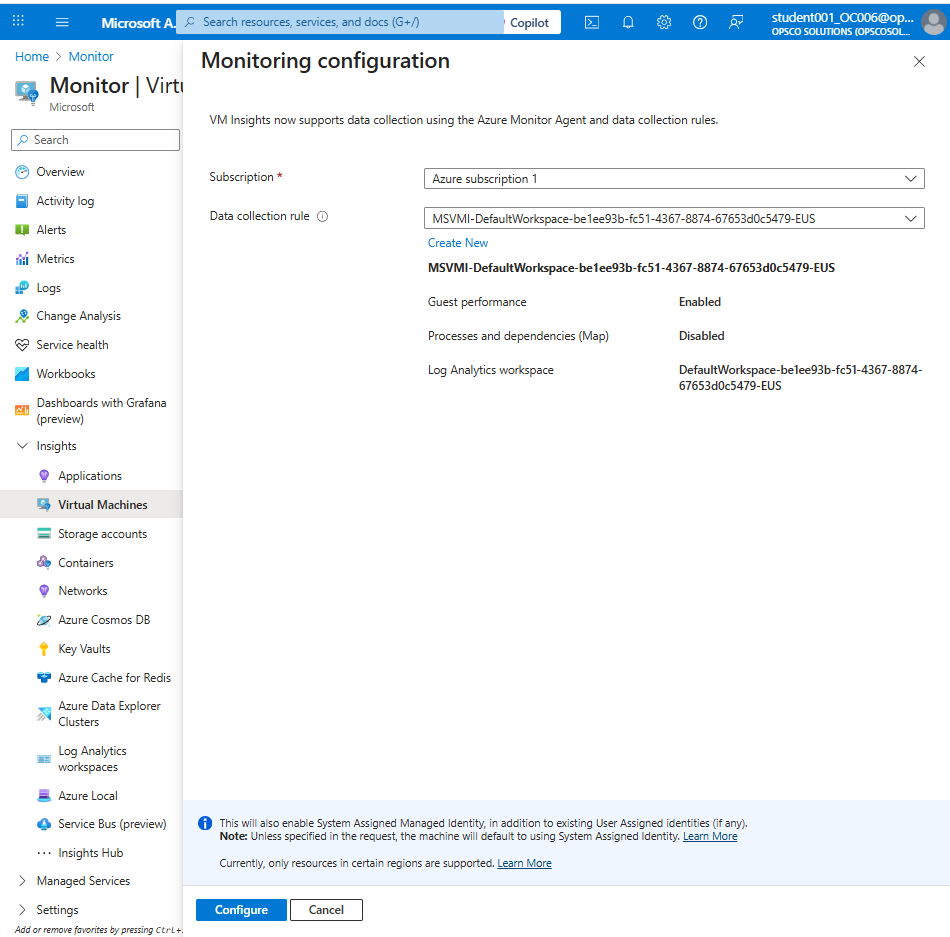 Microsoft A.
Search resources, services, and docs (G+/)
Copilot
student001_OC006@op...
OPSCO SOLUTIONS (OPSCOSOL...
Home > Monitor
Monitor | Virtu
Microsoft
Search
Overview
Activity log
Alerts
Metrics
Logs
Change Analysis
Service health
Workbooks
Dashboards with Grafana
(preview)
Insights
Applications
Virtual Machines
Storage accounts
Containers
Networks
Azure Cosmos DB
Key Vaults
Azure Cache for Redis
Azure Data Explorer
Clusters
Log Analytics
workspaces
Azure Local
Service Bus (preview)
Insights Hub
Managed Services
Settings
Add or remove favorites by pressing Ctrl+
Monitoring configuration
VM Insights now supports data collection using the Azure Monitor Agent and data collection rules.
Subscription *
Azure subscription 1
Data collection rule
MSVMI-DefaultWorkspace-be1ee93b-fc51-4367-8874-67653d0c5479-EUS
Create New
MSVMI-DefaultWorkspace-be1ee93b-fc51-4367-8874-67653d0c5479-EUS
Guest performance Enabled
Processes and dependencies (Map) Disabled
Log Analytics workspace DefaultWorkspace-be1ee93b-fc51-4367-8874-
67653d0c5479-EUS
This will also enable System Assigned Managed Identity, in addition to existing User Assigned identities (if any).
Note: Unless specified in the request, the machine will default to using System Assigned Identity. Learn More
Currently, only resources in certain regions are supported. Learn More
Configure
Cancel